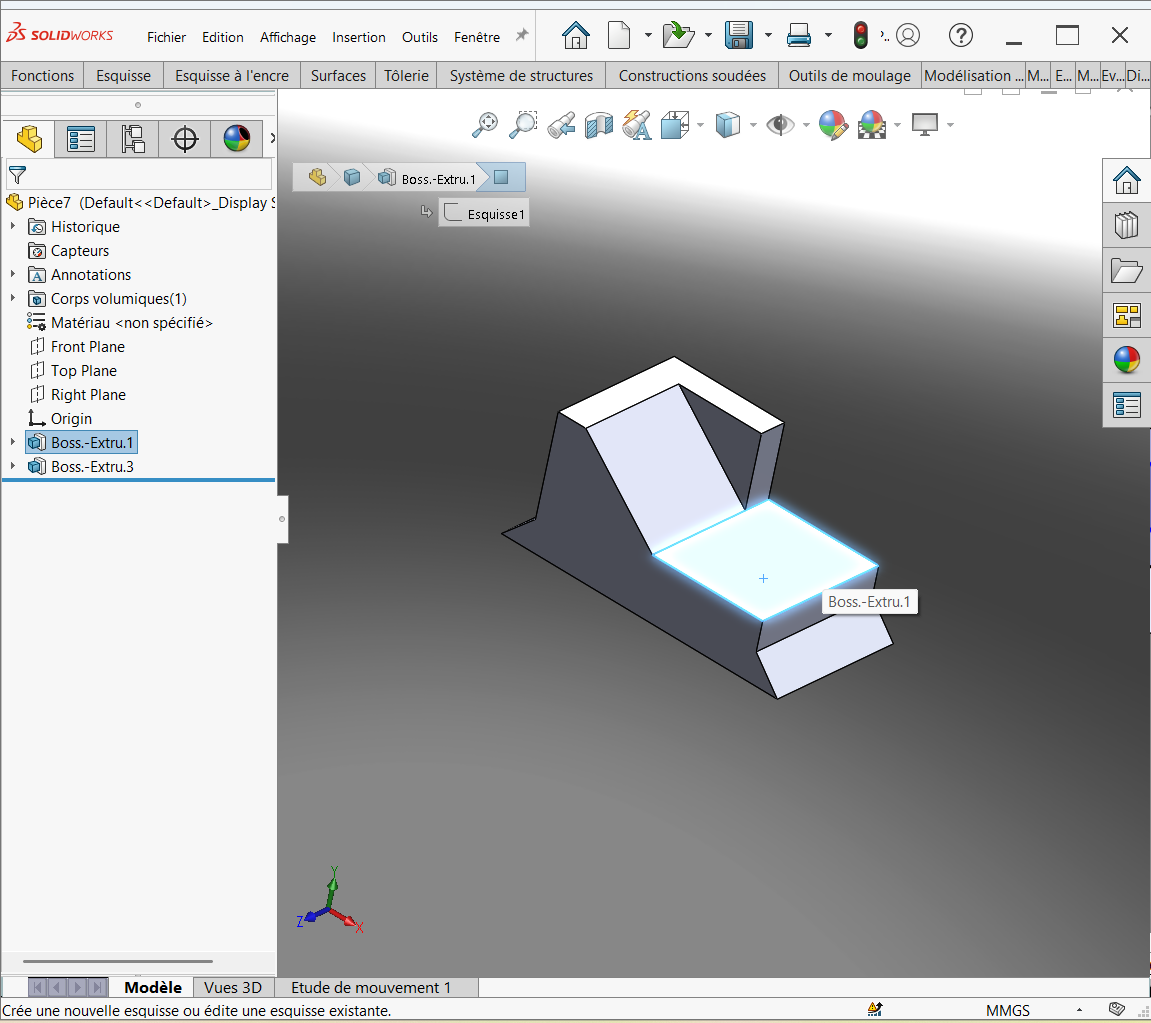 SOLIDWORKS
Fichier Edition Affichage Insertion Outils Fenêtre
Fonctions Esquisse Esquisse à l'encre Surfaces Tôlerie Système de structures Constructions soudées Outils de moulage Modélisation ... M... E... M... Ev... Di...
Boss.-Extru.1
Esquisse1
Pièce7 (Default<<Default>_Display S
Historique
Capteurs
A Annotations
Corps volumiques(1)
Matériau <non spécifié>
Front Plane
Top Plane
Right Plane
Origin
Boss.-Extru.1
Boss.-Extru.3
Boss.-Extru.1
Y
Z
X
Modèle Vues 3D Etude de mouvement 1
Crée une nouvelle esquisse ou édite une esquisse existante. MMGS